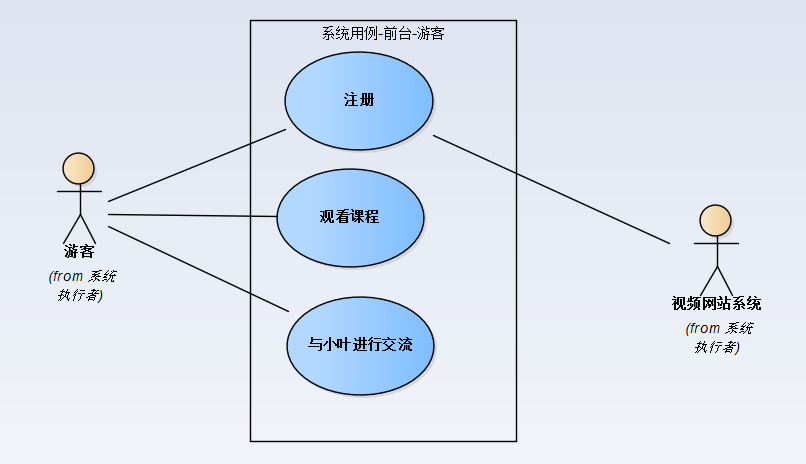 系统用例-前台-游客
注册
观看课程
与小叶进行交流
游客
(from 系统
执行者)
视频网站系统
(from 系统
执行者)